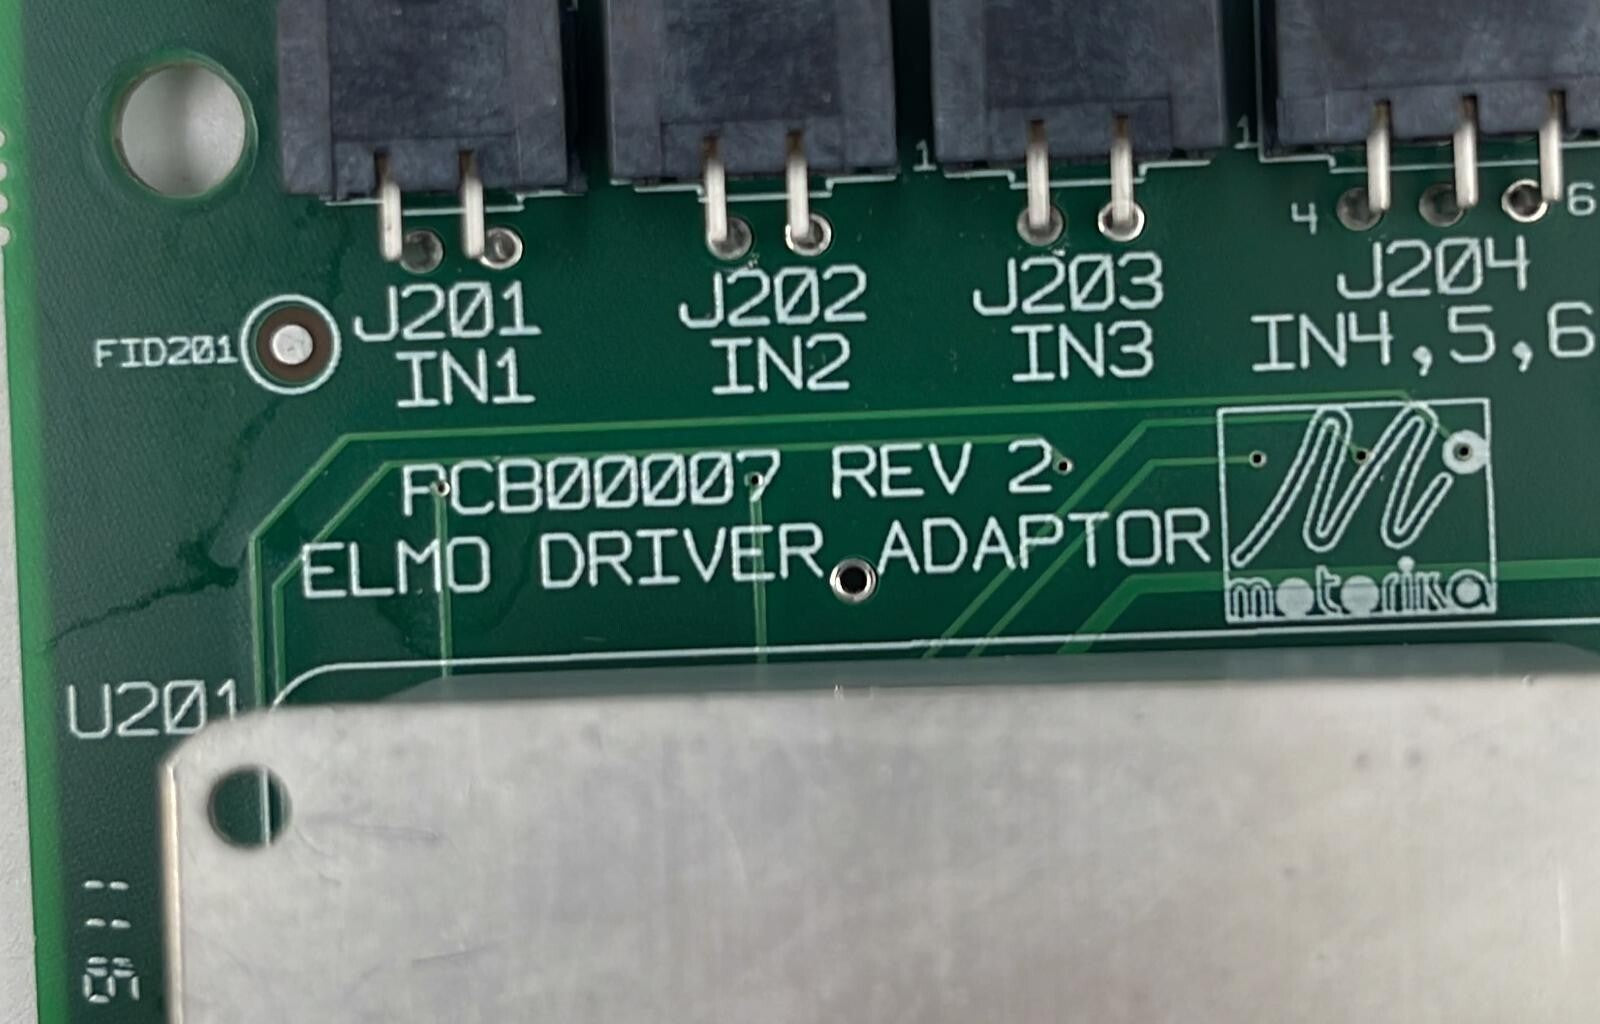 1
1
4
6
J201
IN1
J202
IN2
J203
IN3
J204
IN4,5,6
FID201
PCB00007 REV 2
ELMO DRIVER ADAPTOR
motorika
U201